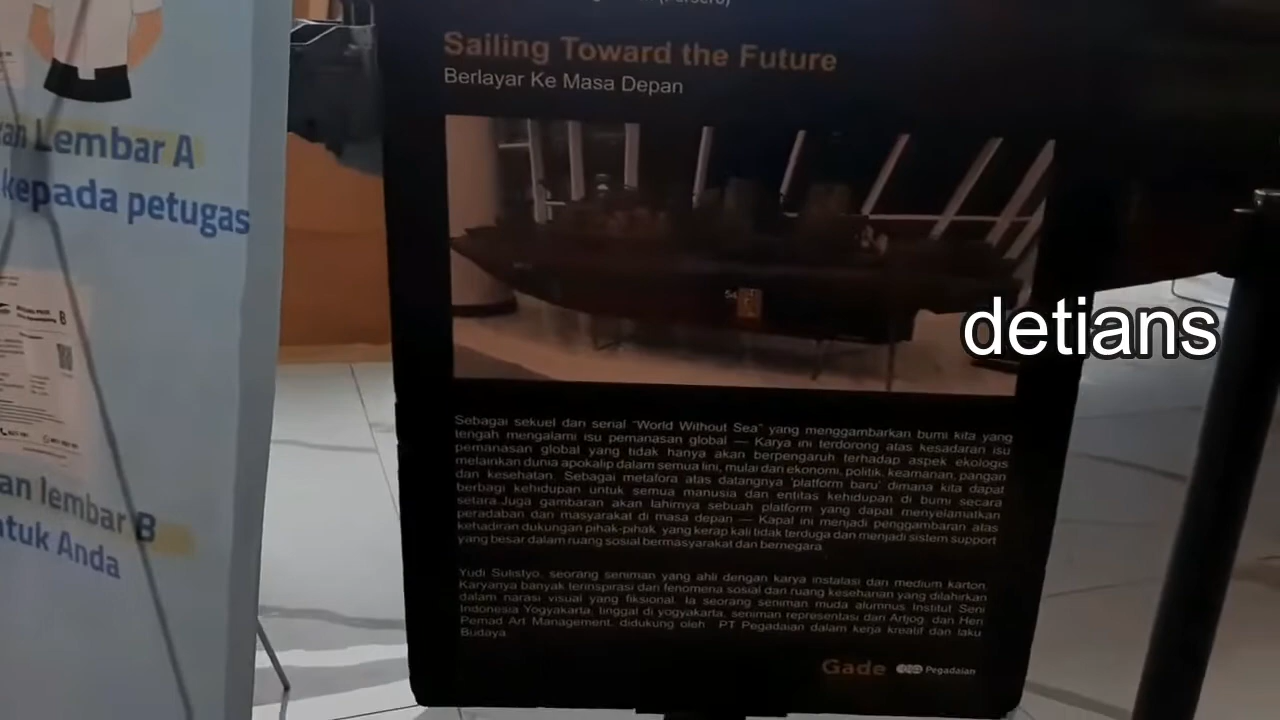 Sailing Toward the Future
Berlayar Ke Masa Depan
Lembar A
kepada petugas
B
lembar B
Anda
detians
Sebagai sekuel dari serial "World Without Sea" yang menggambarkan bumi kita yang
tengah mengalami isu pemanasan global — Karya ini terdorong atas kesadaran isu
pemanasan global yang tidak hanya akan berpengaruh terhadap aspek ekologis
melainkan dunia apokalip dalam semua lini, mulai dari ekonomi, politik, keamanan, pangan
dan kesehatan. Sebagai metafora atas datangnya 'platform baru' dimana kita dapat
berbagi kehidupan untuk semua manusia dan entitas kehidupan di bumi secara
setara.Juga gambaran akan lahirnya sebuah platform yang dapat menyelamatkan
peradaban dan masyarakat di masa depan — Kapal ini menjadi penggambaran atas
kehadiran dukungan pihak-pihak, yang kerap kali tidak terduga dan menjadi sistem support
yang besar dalam ruang sosial bermasyarakat dan bernegara.
Yudi Sulistyo, seorang seniman yang ahli dengan karya instalasi dan medium karton.
Karyanya banyak terinspirasi dari fenomena sosial dan ruang keseharian yang dilahirkan
dalam narasi visual yang fiksional. Ia seorang seniman muda alumnus Institut Seni
Indonesia Yogyakarta, tinggal di yogyakarta, seniman representasi dari Artjog, dan Heri
Pemad Art Management, didukung oleh PT Pegadaian dalam kerja kreatif dan laku
Budaya
Gade Pegadaian